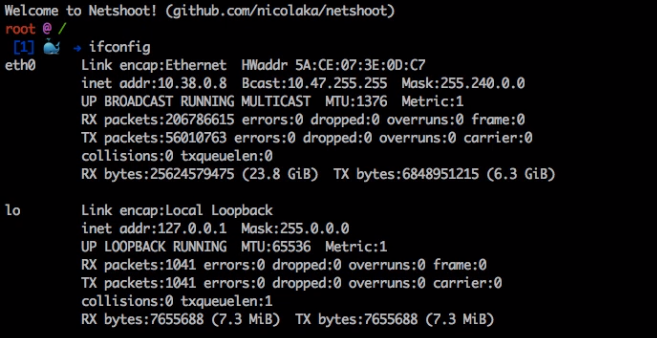 Welcome to Netshoot! (github.com/nicolaka/netshoot)
root @ /
[1] 🐳 → ifconfig
eth0 Link encap:Ethernet HWaddr 5A:CE:07:3E:0D:C7
inet addr:10.38.0.8 Bcast:10.47.255.255 Mask:255.240.0.0
UP BROADCAST RUNNING MULTICAST MTU:1376 Metric:1
RX packets:206786615 errors:0 dropped:0 overruns:0 frame:0
TX packets:56010763 errors:0 dropped:0 overruns:0 carrier:0
collisions:0 txqueuelen:0
RX bytes:25624579475 (23.8 GiB) TX bytes:6848951215 (6.3 GiB)
lo Link encap:Local Loopback
inet addr:127.0.0.1 Mask:255.0.0.0
UP LOOPBACK RUNNING MTU:65536 Metric:1
RX packets:1041 errors:0 dropped:0 overruns:0 frame:0
TX packets:1041 errors:0 dropped:0 overruns:0 carrier:0
collisions:0 txqueuelen:1
RX bytes:7655688 (7.3 MiB) TX bytes:7655688 (7.3 MiB)